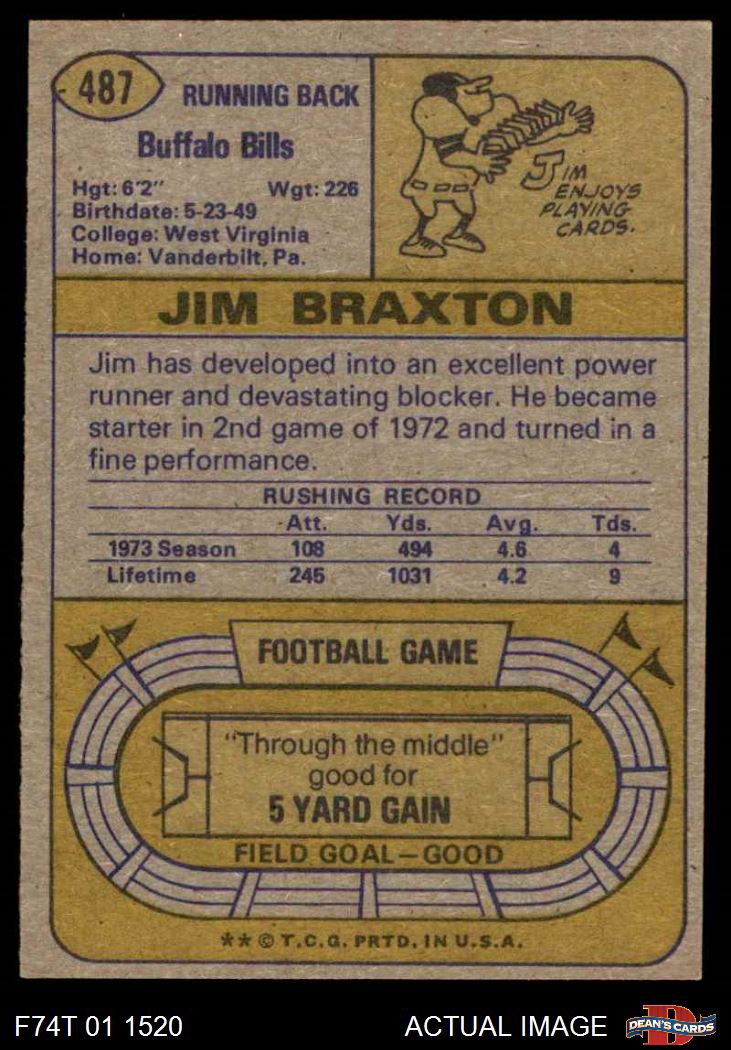 487
RUNNING BACK
Buffalo Bills
Hgt: 6'2" Wgt: 226
Birthdate: 5-23-49
College: West Virginia
Home: Vanderbilt, Pa.
JIM
ENJOYS
PLAYING
CARDS.
JIM BRAXTON
Jim has developed into an excellent power
runner and devastating blocker. He became
starter in 2nd game of 1972 and turned in a
fine performance.
RUSHING RECORD
Att. Yds. Avg. Tds.
1973 Season 108 494 4.6 4
Lifetime 245 1031 4.2 9
FOOTBALL GAME
"Through the middle"
good for
5 YARD GAIN
FIELD GOAL—GOOD
** © T.C.G. PRTD. IN U.S.A.
F74T 01 1520 ACTUAL IMAGE
D
DEAN'S CARDS